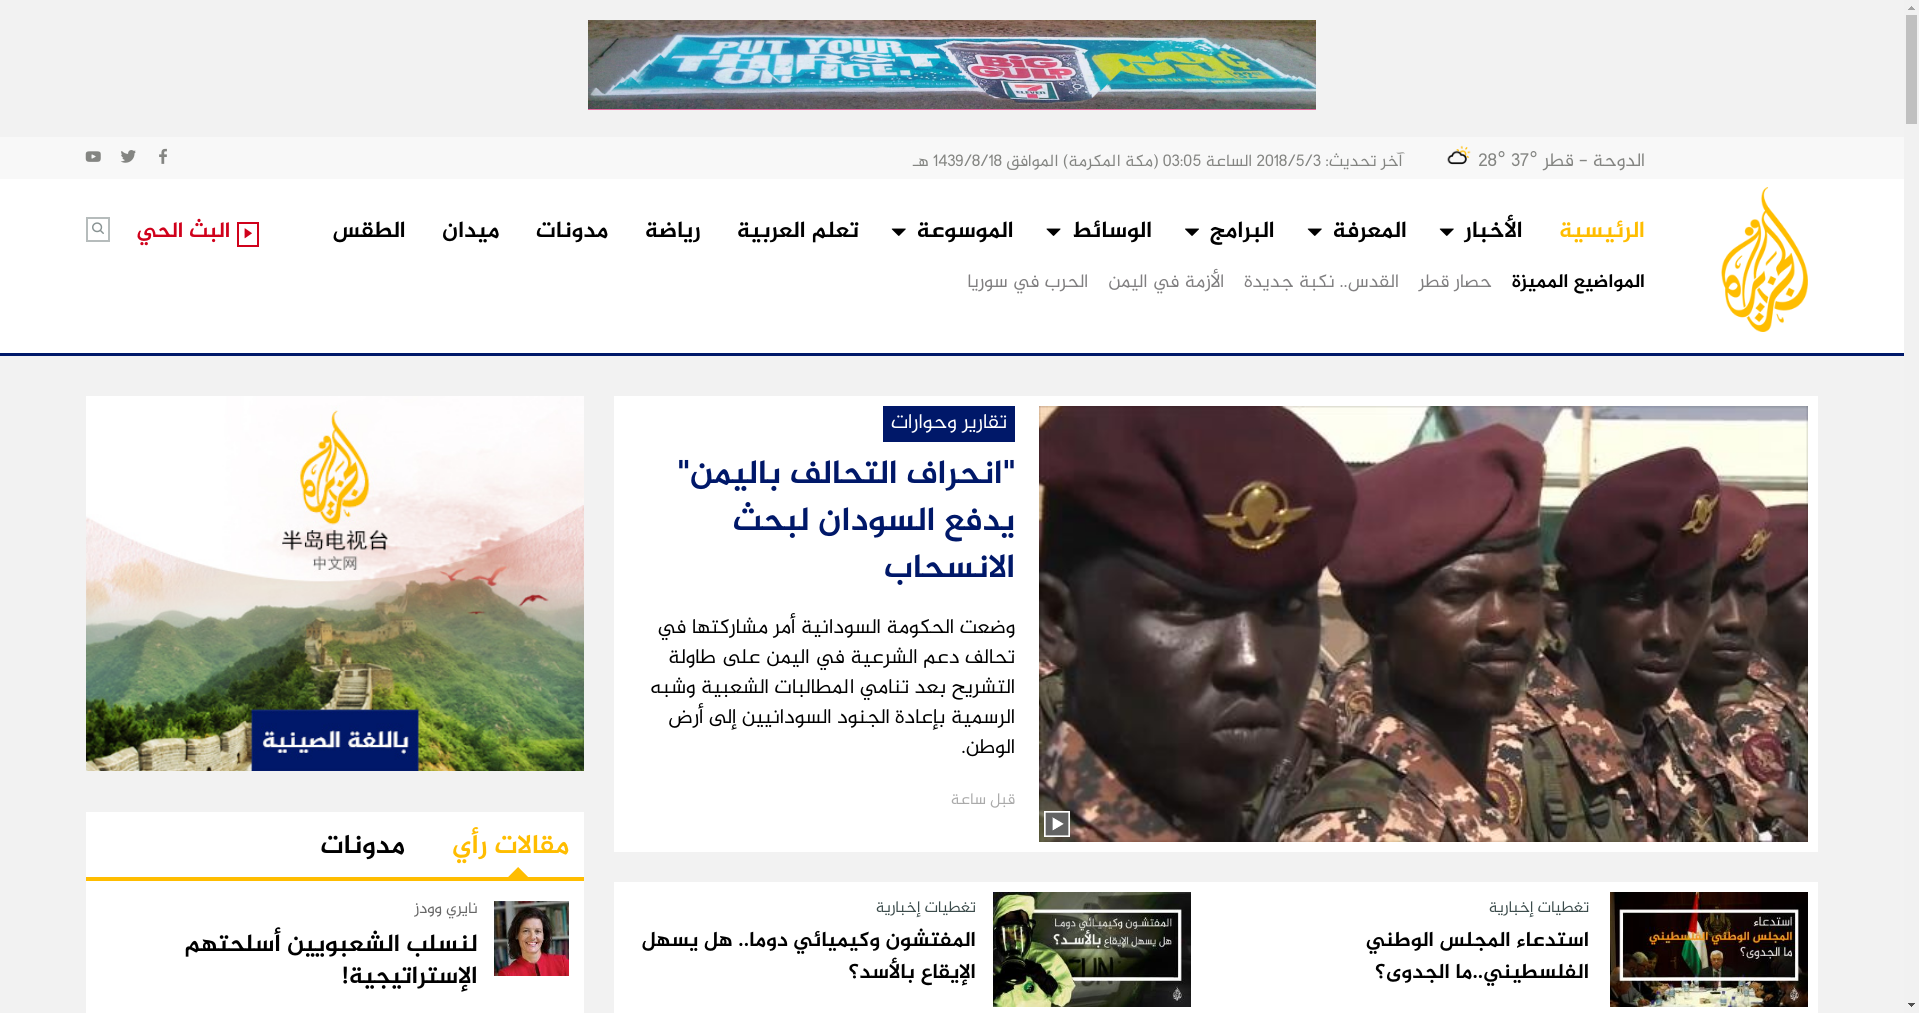 PUT YOUR
THIRST
ON ICE.
BIG
GULP
7
ELEVEN
الدوحة - قطر 37° 28°
آخر تحديث: 2018/5/3 الساعة 03:05 (مكة المكرمة) الموافق 1439/8/18 هـ
الجزيرة
الرئيسية الأخبار المعرفة البرامج الوسائط الموسوعة تعلم العربية رياضة مدونات ميدان الطقس
البث الحي
المواضيع المميزة حصار قطر القدس.. نكبة جديدة الأزمة في اليمن الحرب في سوريا
تقارير وحوارات
"انحراف التحالف باليمن"
يدفع السودان لبحث
الانسحاب
وضعت الحكومة السودانية أمر مشاركتها في
تحالف دعم الشرعية في اليمن على طاولة
التشريح بعد تنامي المطالبات الشعبية وشبه
الرسمية بإعادة الجنود السودانيين إلى أرض
الوطن.
قبل ساعة
الجزيرة
半岛电视台
中文网
باللغة الصينية
استدعاء
المجلس الوطني الفلسطيني
ما الجدوى؟
تغطيات إخبارية
استدعاء المجلس الوطني
الفلسطيني..ما الجدوى؟
المفتشون وكيميائي دوما
هل يسهل الإيقاع بالأسد؟
UN
تغطيات إخبارية
المفتشون وكيميائي دوما.. هل يسهل
الإيقاع بالأسد؟
مقالات رأي مدونات
نايري وودز
لنسلب الشعبويين أسلحتهم
الإستراتيجية!